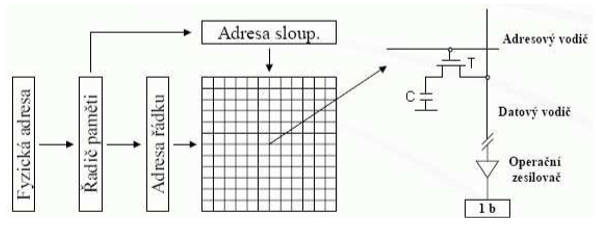 Fyzická adresa
Řadič paměti
Adresa řádku
Adresa sloup.
Adresový vodič
T
C
Datový vodič
Operační
zesilovač
1 b